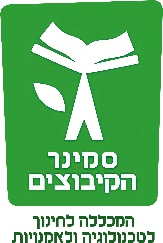 סמינר
הקיבוצים
המכללה לחינוך
לטכנולוגיה ולאמנויות